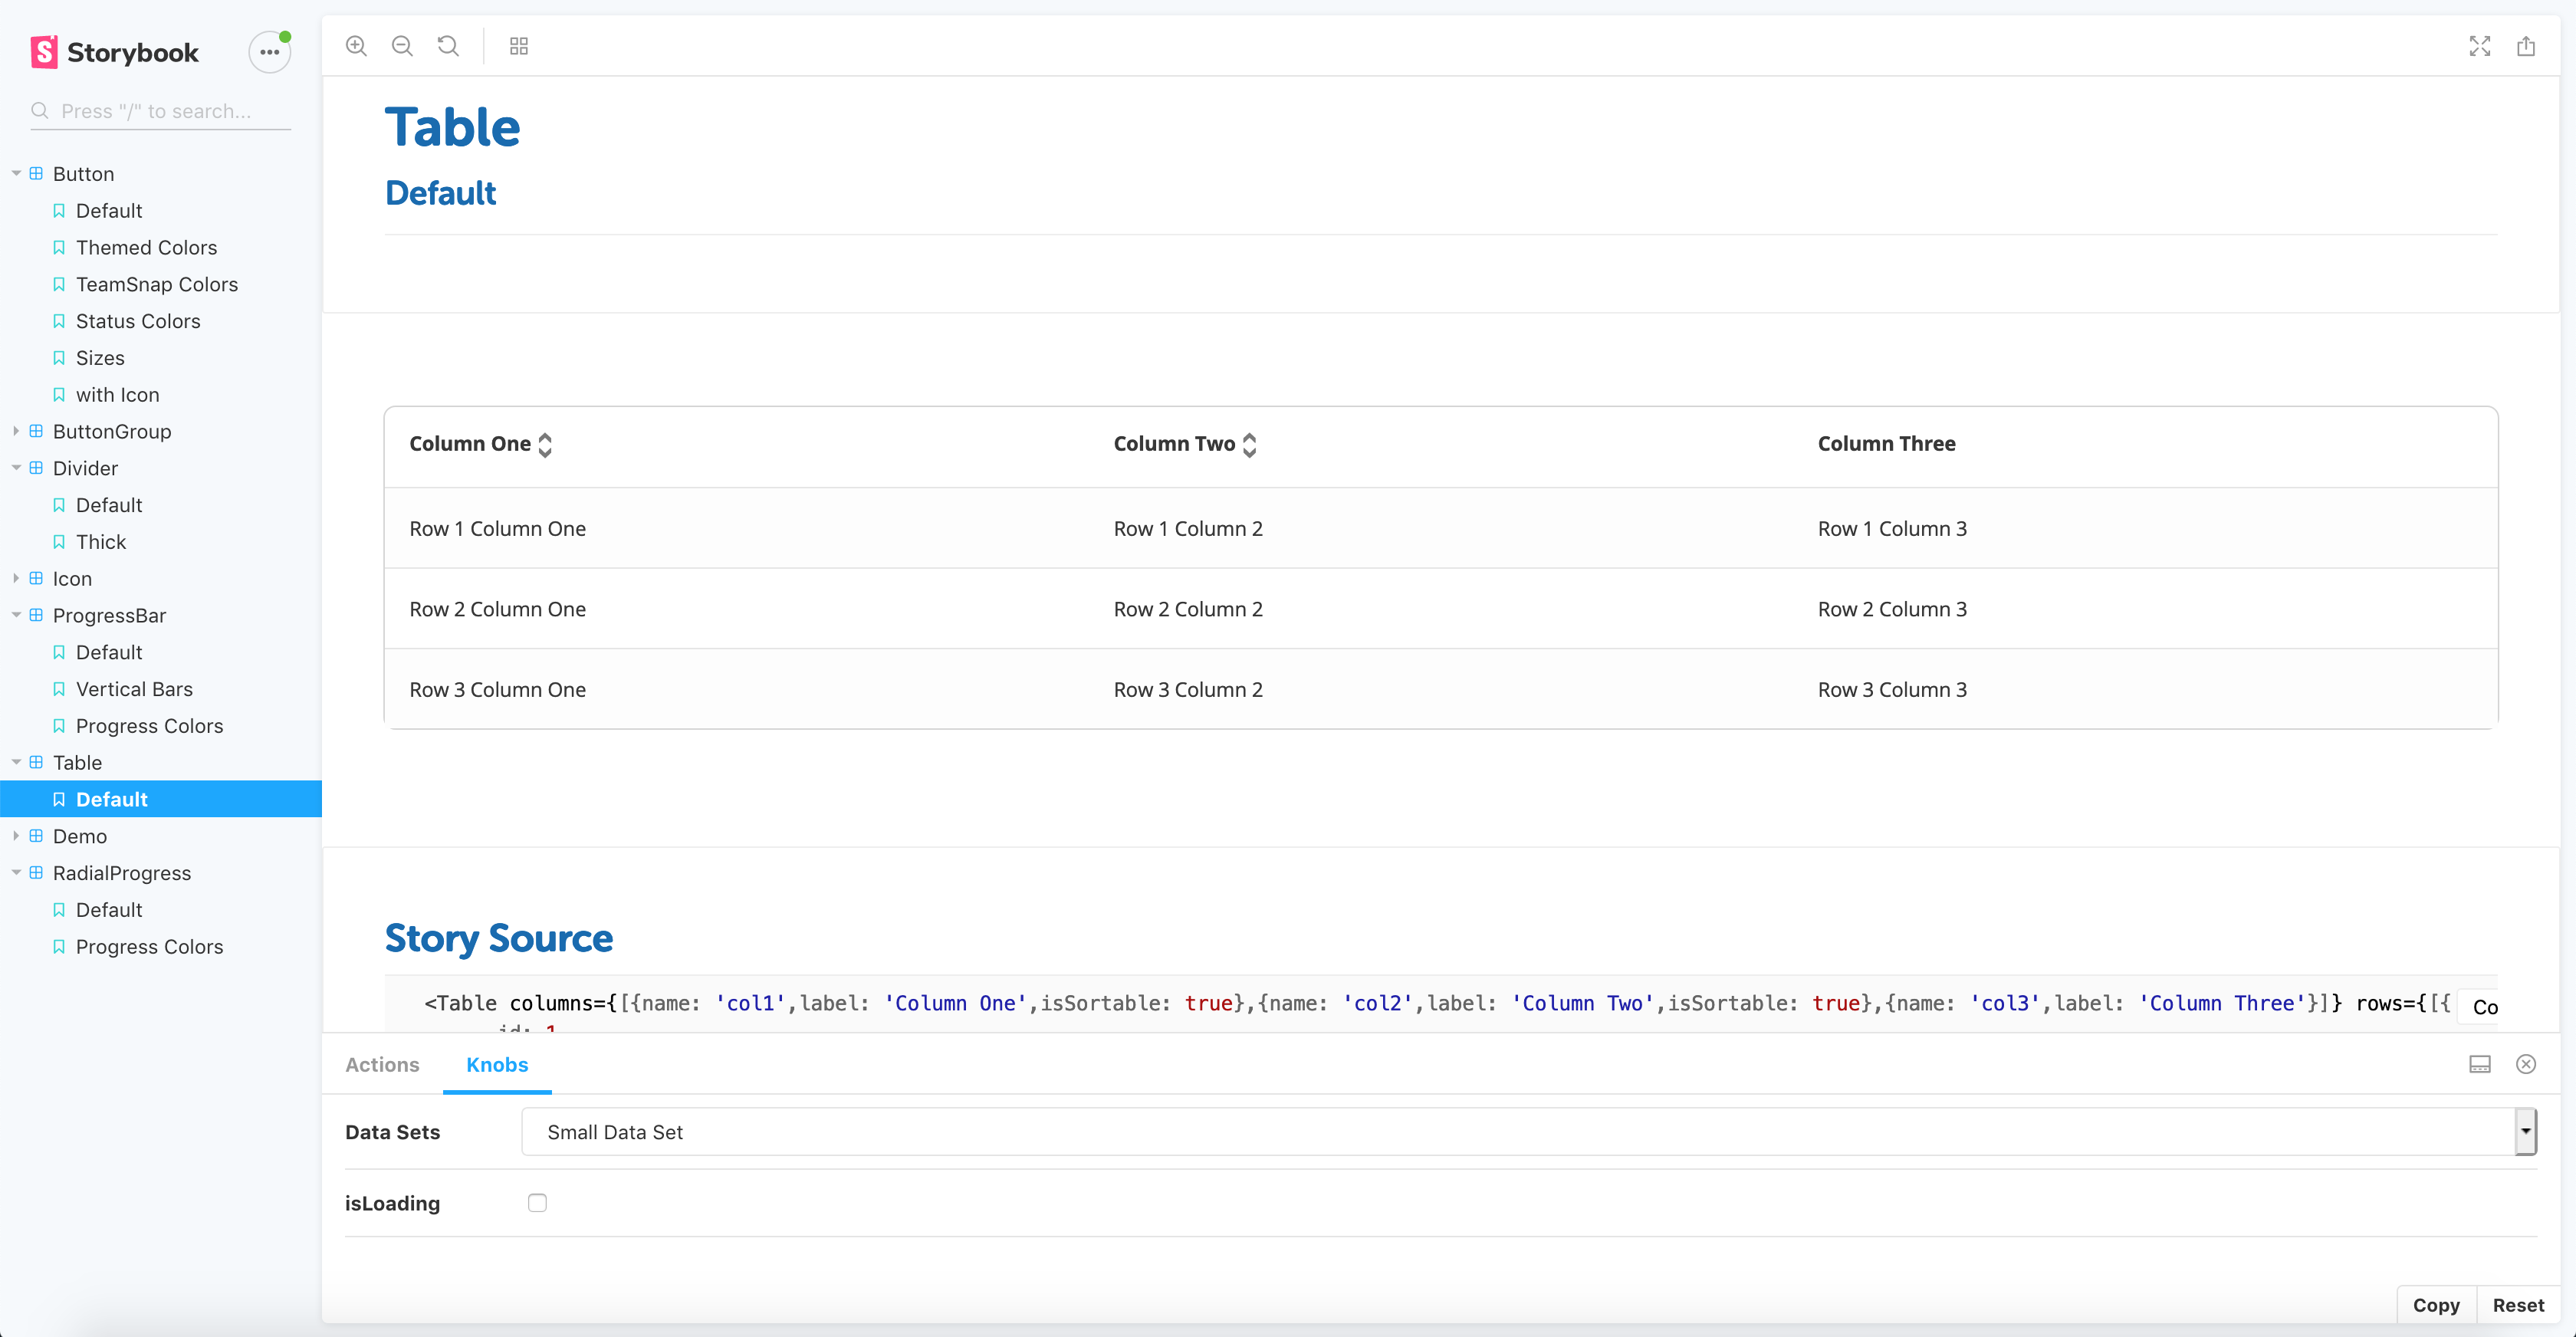 Storybook
Press "/" to search...
Button
Default
Themed Colors
TeamSnap Colors
Status Colors
Sizes
with Icon
ButtonGroup
Divider
Default
Thick
Icon
ProgressBar
Default
Vertical Bars
Progress Colors
Table
Default
Demo
RadialProgress
Default
Progress Colors
Table
Default
Column One Column Two Column Three
Row 1 Column One Row 1 Column 2 Row 1 Column 3
Row 2 Column One Row 2 Column 2 Row 2 Column 3
Row 3 Column One Row 3 Column 2 Row 3 Column 3
Story Source
<Table columns={[{name: 'col1',label: 'Column One',isSortable: true},{name: 'col2',label: 'Column Two',isSortable: true},{name: 'col3',label: 'Column Three'}]} rows={[{ Co
id: 1
Actions Knobs
Data Sets Small Data Set
isLoading
Copy Reset